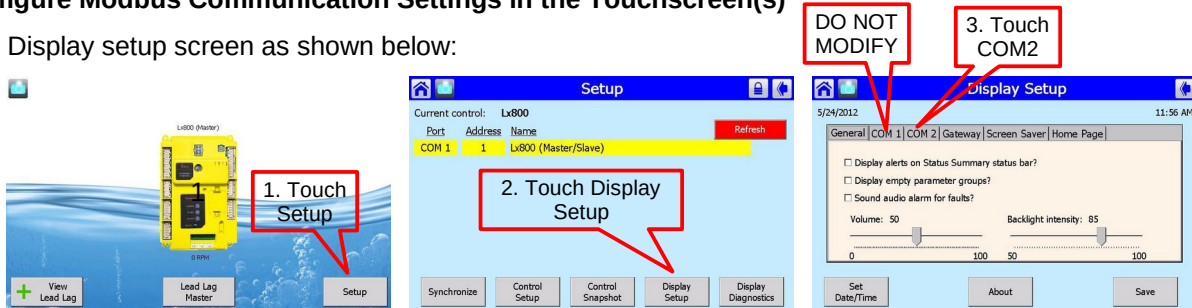 figure Modbus Communication Settings in the Touchscreen(s)
Display setup screen as shown below:
DO NOT
MODIFY
3. Touch
COM2
Lx800 (Master)
1
0 RPM
1. Touch
Setup
View
Lead Lag
Lead Lag
Master
Setup
Setup
Current control: Lx800
Port Address Name
Refresh
COM 1 1 Lx800 (Master/Slave)
2. Touch Display
Setup
Synchronize
Control
Setup
Control
Snapshot
Display
Setup
Display
Diagnostics
Display Setup
5/24/2012 11:56 AM
General COM 1 COM 2 Gateway Screen Saver Home Page
Display alerts on Status Summary status bar?
Display empty parameter groups?
Sound audio alarm for faults?
Volume: 50 Backlight intensity: 85
0 100 50 100
Set
Date/Time
About
Save